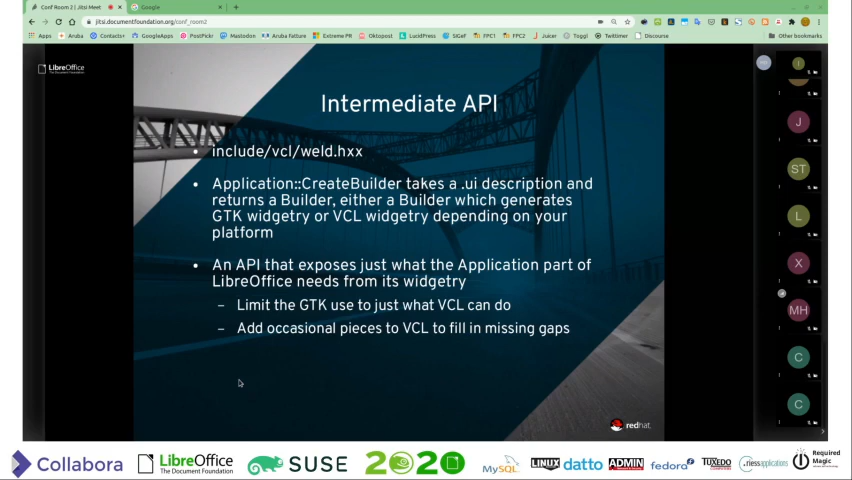 Conf Room 2 | Jitsi Meet
Google
jitsi.documentfoundation.org/conf_room2
Apps Aruba Contacts+ GoogleApps PostFickr Mastodon Aruba Fatture Extreme PR Oktopost LucidPress SIGeF FPC1 FPC2 Juicer Toggl Twittimer Discourse Other bookmarks
LibreOffice
The Document Foundation
Intermediate API
• include/vcl/weld.hxx
• Application::CreateBuilder takes a .ui description and
returns a Builder, either a Builder which generates
GTK widgetry or VCL widgetry depending on your
platform
• An API that exposes just what the Application part of
LibreOffice needs from its widgetry
– Limit the GTK use to just what VCL can do
– Add occasional pieces to VCL to fill in missing gaps
redhat.
I
J
ST
L
X
MH
C
C
Collabora
LibreOffice
The Document Foundation
SUSE
2020
MySQL
LINUX
datto
ADMIN
fedora
TUXEDO
riessapplications
Required
Magic